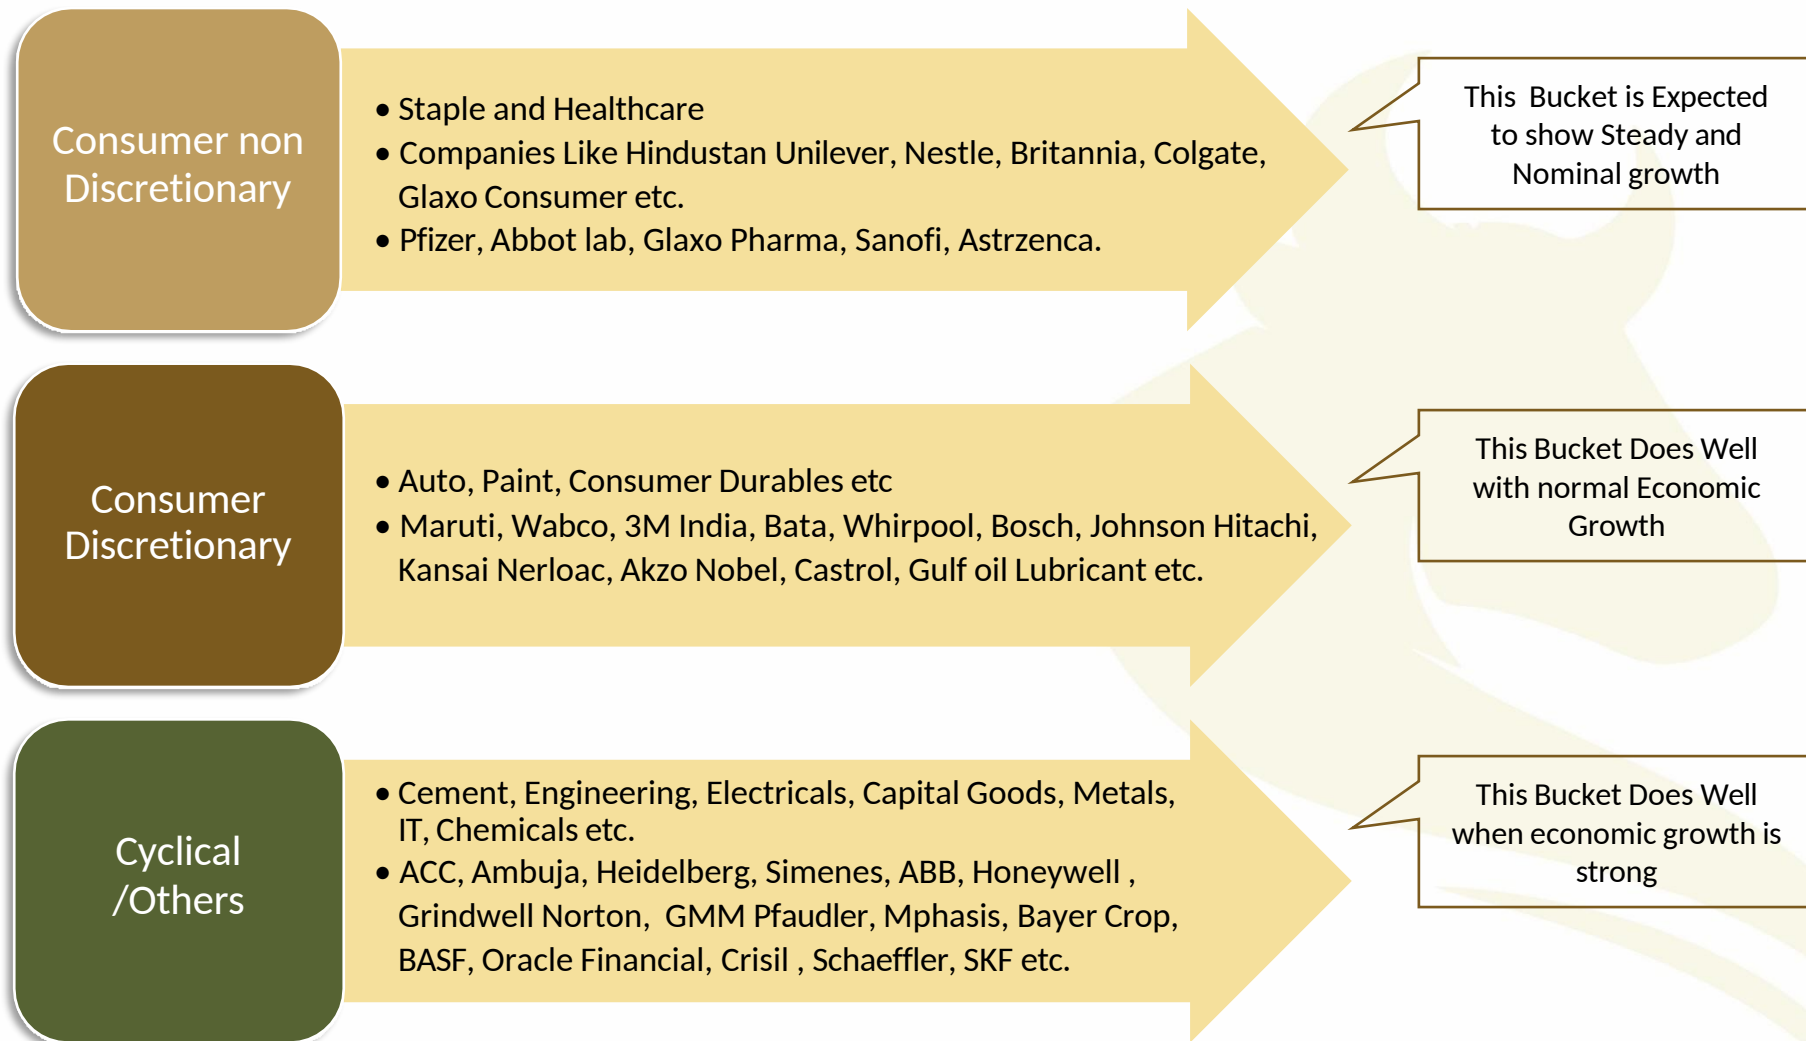 Consumer non
Discretionary
• Staple and Healthcare
• Companies Like Hindustan Unilever, Nestle, Britannia, Colgate,
Glaxo Consumer etc.
• Pfizer, Abbot lab, Glaxo Pharma, Sanofi, Astrzenca.
This Bucket is Expected
to show Steady and
Nominal growth
Consumer
Discretionary
• Auto, Paint, Consumer Durables etc
• Maruti, Wabco, 3M India, Bata, Whirpool, Bosch, Johnson Hitachi,
Kansai Nerloac, Akzo Nobel, Castrol, Gulf oil Lubricant etc.
This Bucket Does Well
with normal Economic
Growth
Cyclical
/Others
• Cement, Engineering, Electricals, Capital Goods, Metals,
IT, Chemicals etc.
• ACC, Ambuja, Heidelberg, Simenes, ABB, Honeywell ,
Grindwell Norton, GMM Pfaudler, Mphasis, Bayer Crop,
BASF, Oracle Financial, Crisil , Schaeffler, SKF etc.
This Bucket Does Well
when economic growth is
strong